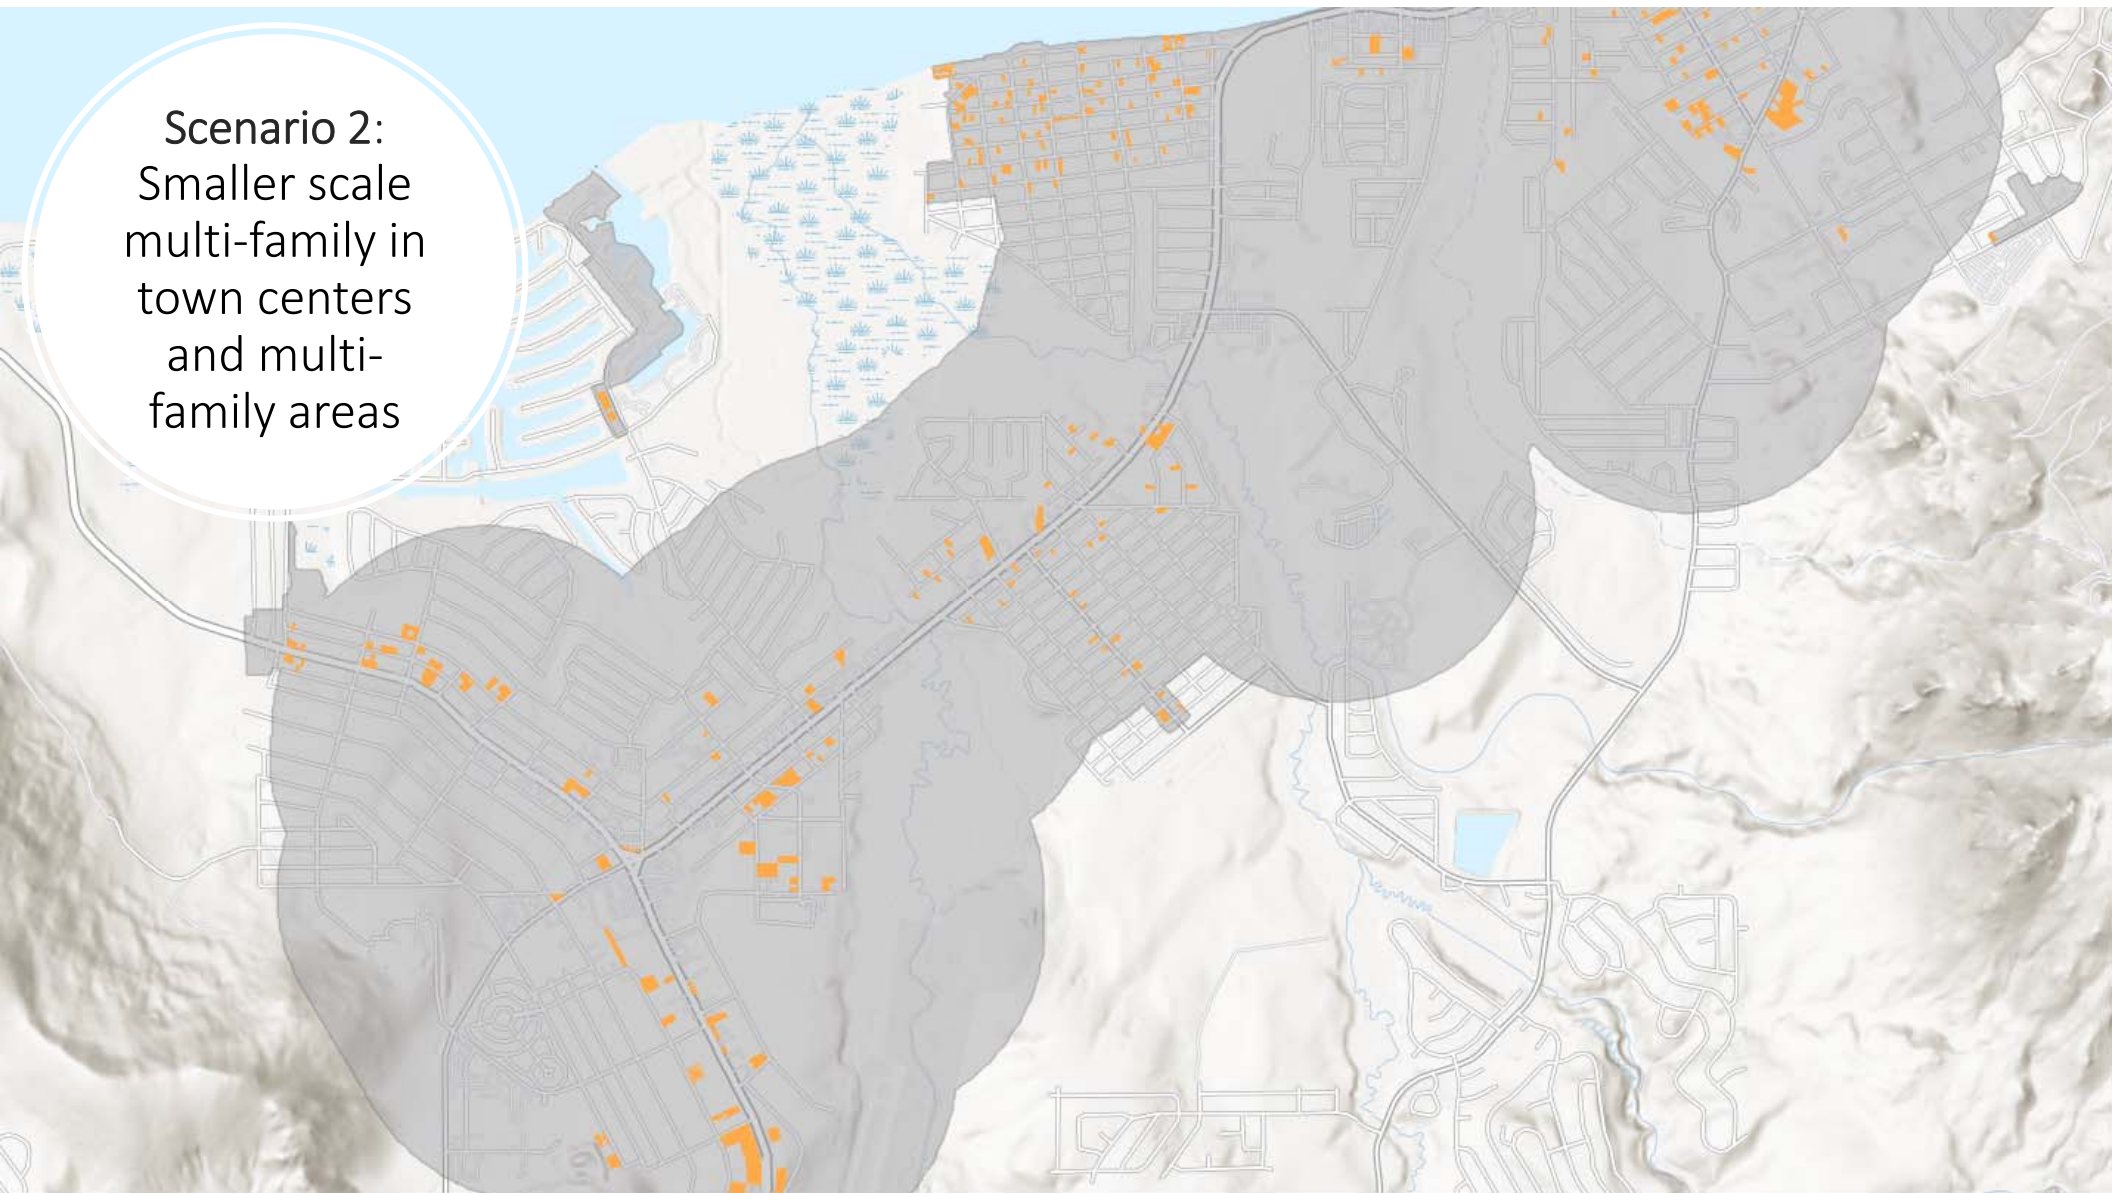 Scenario 2:
Smaller scale
multi-family in
town centers
and multi-
family areas